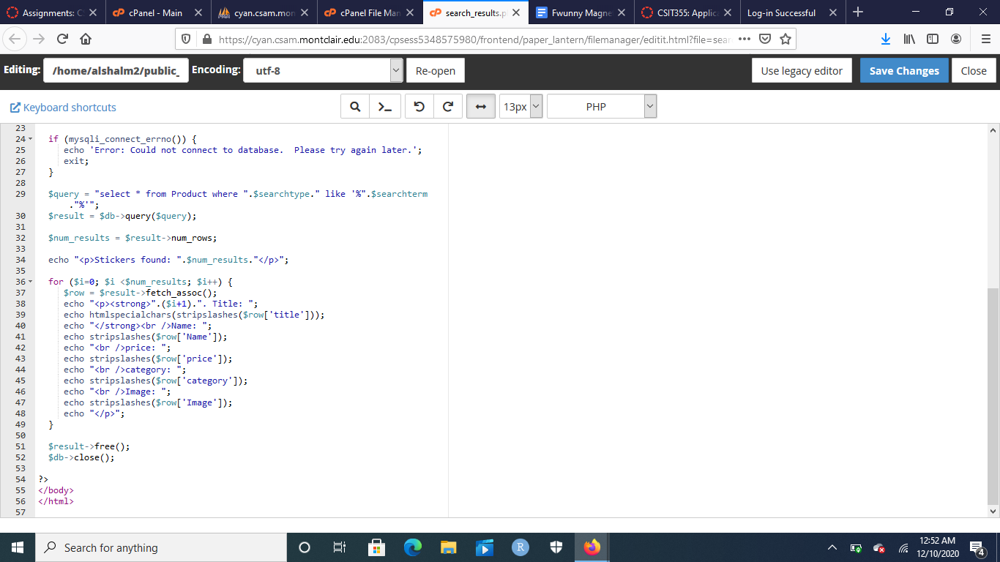 Assignments: C
cPanel - Main
cyan.csam.mon
cPanel File Man
search_results.p
Fwunny Magne
CSIT355: Applica
Log-in Successful
https://cyan.csam.montclair.edu:2083/cpsess5348575980/frontend/paper_lantern/filemanager/editit.html?file=sear
Editing: /home/alshalm2/public_ Encoding: utf-8 Re-open Use legacy editor Save Changes Close
Keyboard shortcuts 13px PHP
23
24 if (mysqli_connect_errno()) {
25 echo 'Error: Could not connect to database.  Please try again later.';
26 exit;
27 }
28
29 $query = "select * from Product where ".$searchtype." like '%".$searchterm
."%'";
30 $result = $db->query($query);
31
32 $num_results = $result->num_rows;
33
34 echo "<p>Stickers found: ".$num_results."</p>";
35
36 for ($i=0; $i <$num_results; $i++) {
37 $row = $result->fetch_assoc();
38 echo "<p><strong>".($i+1).". Title: ";
39 echo htmlspecialchars(stripslashes($row['title']));
40 echo "</strong><br />Name: ";
41 echo stripslashes($row['Name']);
42 echo "<br />price: ";
43 echo stripslashes($row['price']);
44 echo "<br />category: ";
45 echo stripslashes($row['category']);
46 echo "<br />Image: ";
47 echo stripslashes($row['Image']);
48 echo "</p>";
49 }
50
51 $result->free();
52 $db->close();
53
54 ?>
55 </body>
56 </html>
57
Search for anything
R
12:52 AM
12/10/2020
4